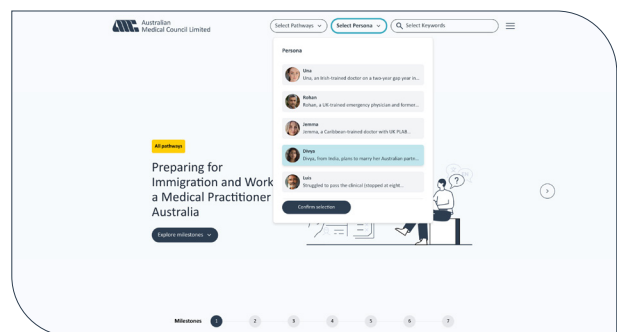 Australian
Medical Council Limited
Select Pathways
Select Persona
Select Keywords
Persona
Una
Una, an Irish trained doctor on a two-year gap year in...
Rohan
Rohan, a UK-trained emergency physician and former...
Jemma
Jemma, a Caribbean-trained doctor with UK PLAB...
Divya
Divya, from India, plans to marry her Australian partn...
Luis
Struggled to pass the clinical (stopped at eight...
Confirm selection
All pathways
Preparing for
Immigration and Work
a Medical Practitioner
Australia
Explore milestones
Milestones 1 2 3 4 5 6 7